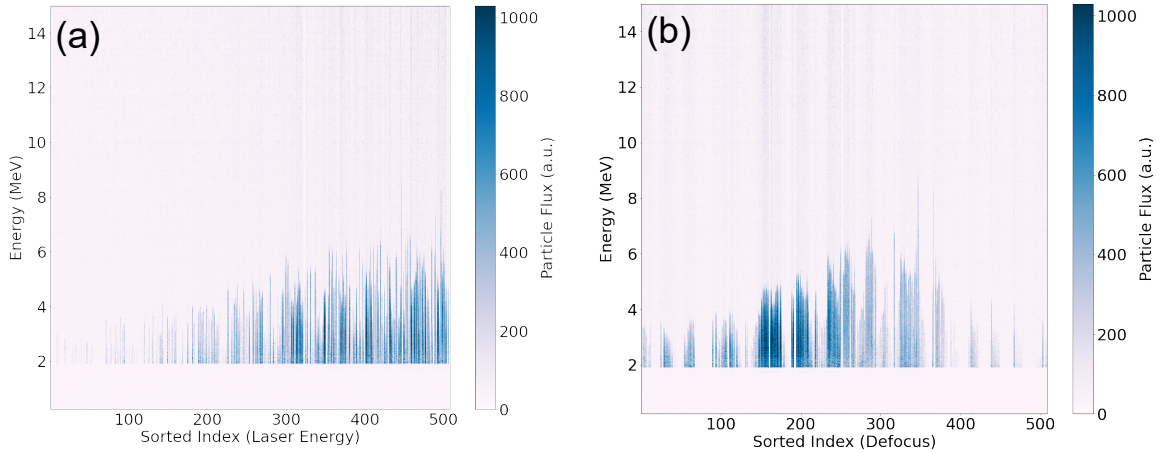 (a)
14
12
10
8
6
4
2
Energy (MeV)
100 200 300 400 500
Sorted Index (Laser Energy)
1000
800
600
400
200
0
Particle Flux (a.u.)
(b)
14
12
10
8
6
4
2
Energy (MeV)
100 200 300 400 500
Sorted Index (Defocus)
1000
800
600
400
200
0
Particle Flux (a.u.)